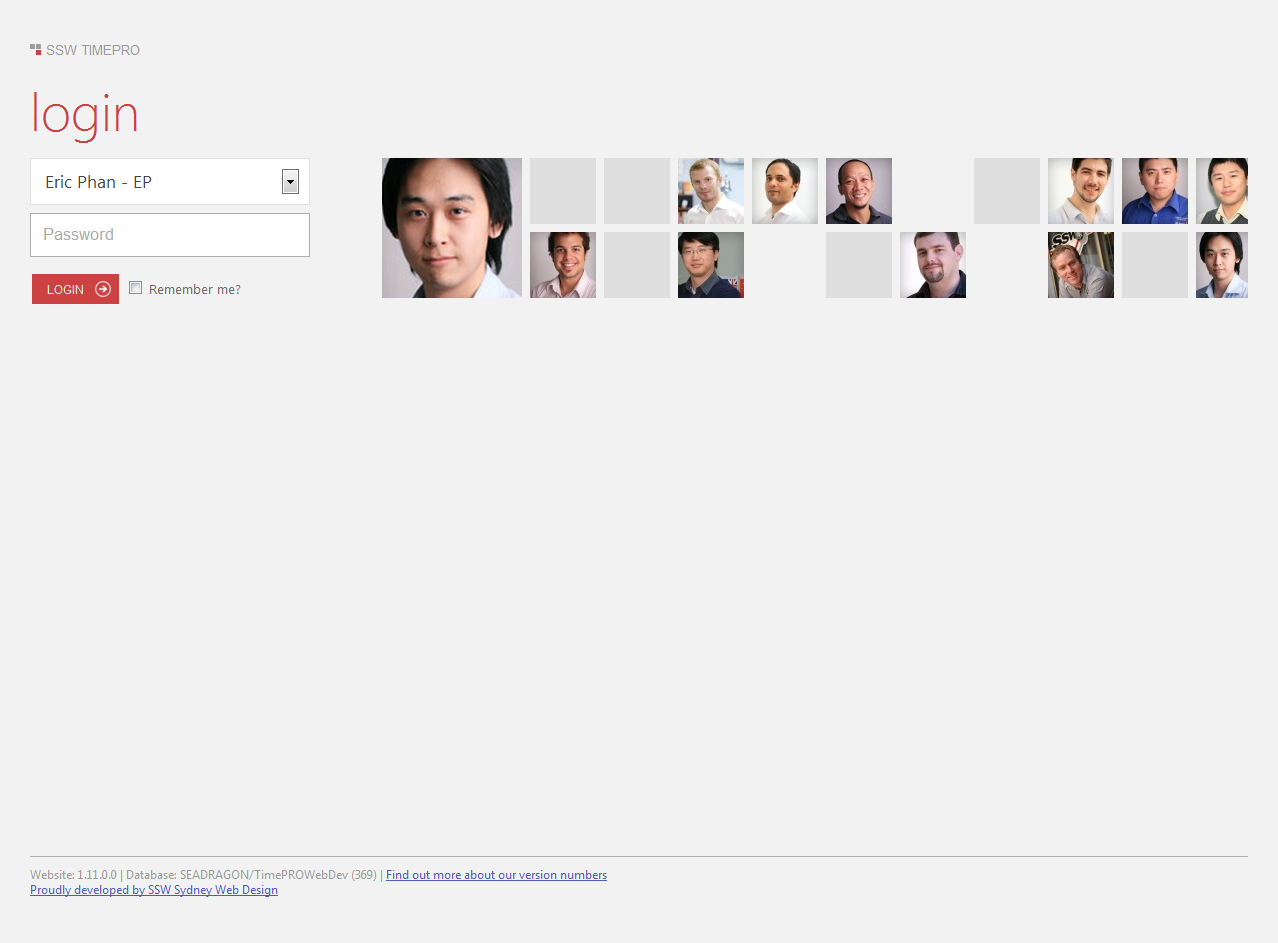 SSW TIMEPRO
login
Eric Phan - EP
Password
LOGIN
Remember me?
SSW
Website: 1.11.0.0 | Database: SEADRAGON/TimePROWebDev (369) | Find out more about our version numbers
Proudly developed by SSW Sydney Web Design